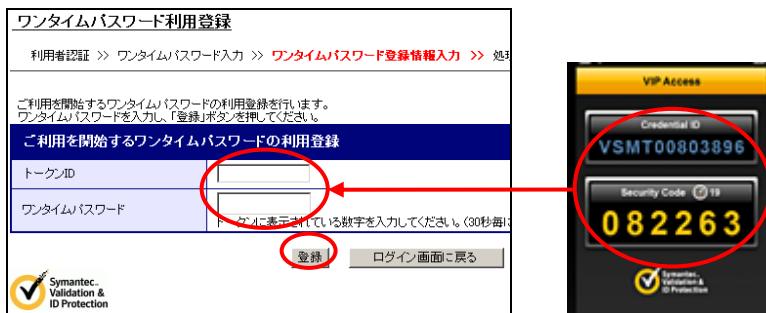 ワンタイムパスワード利用登録
利用者認証 >> ワンタイムパスワード入力 >> ワンタイムパスワード登録情報入力 >> 処理
ご利用を開始するワンタイムパスワードの利用登録を行います。
ワンタイムパスワードを入力し、「登録」ボタンを押してください。
ご利用を開始するワンタイムパスワードの利用登録
トークンID
ワンタイムパスワード
トークンに表示されている数字を入力してください。(30秒毎に
登録
ログイン画面に戻る
Symantec.
Validation &
ID Protection
VIP Access
Credential ID
VSMT00803896
Security Code 19
082263
Symantec.
Validation &
ID Protection